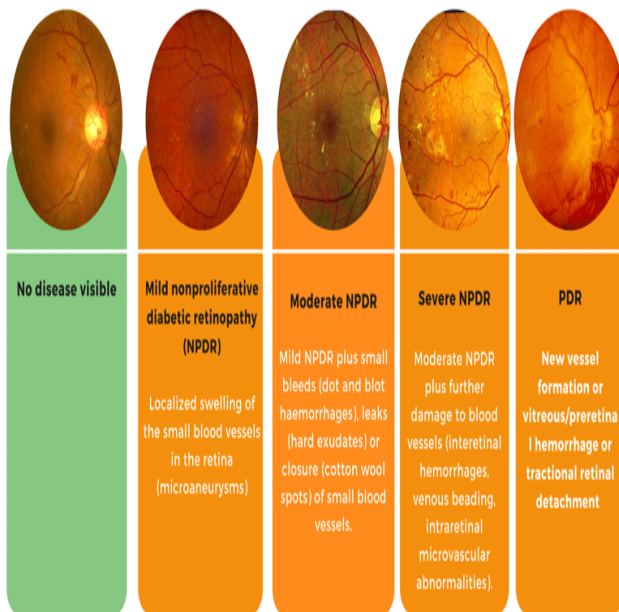 No disease visible
Mild nonproliferative
diabetic retinopathy
(NPDR)
Localized swelling of
the small blood vessels
in the retina
(microaneurysms)
Moderate NPDR
Mild NPDR plus small
bleeds (dot and blot
haemorrhages), leaks
(hard exudates) or
closure (cotton wool
spots) of small blood
vessels.
Severe NPDR
Moderate NPDR
plus further
damage to blood
vessels (interetinal
hemorrhages,
venous beading,
intraretinal
microvascular
abnormalities).
PDR
New vessel
formation or
vitreous/preretina
l hemorrhage or
tractional retinal
detachment